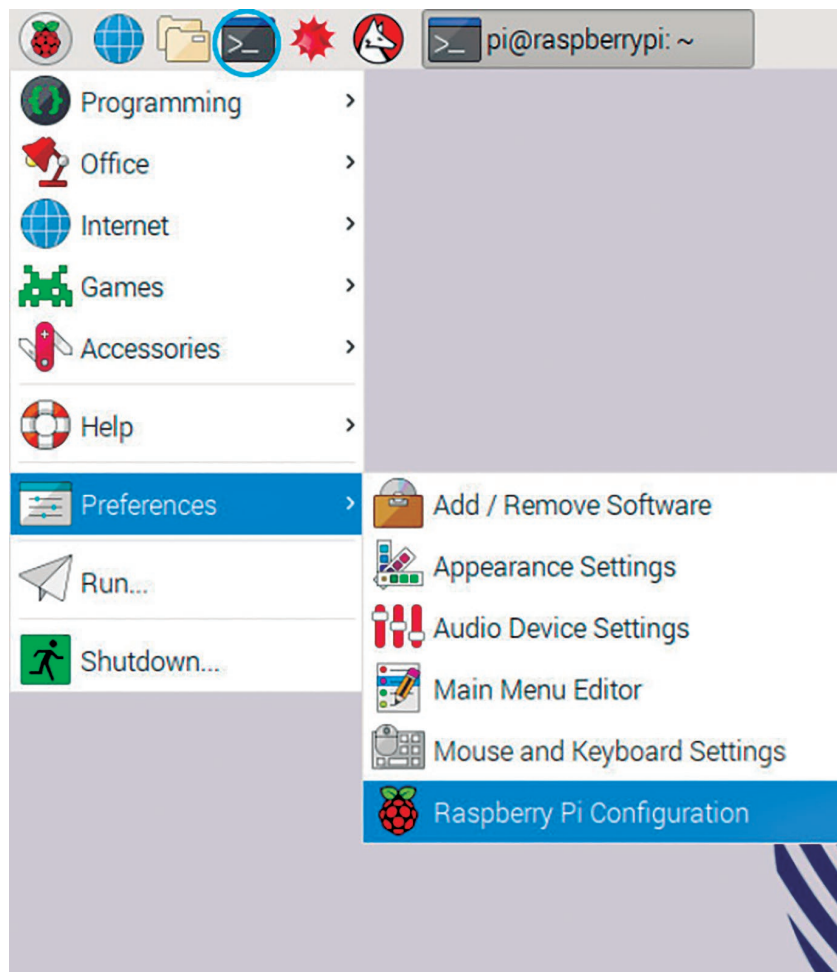 >_
>_ pi@raspberrypi: ~
Programming
Office
Internet
Games
Accessories
Help
Preferences
Add / Remove Software
Appearance Settings
Run...
Audio Device Settings
Shutdown...
Main Menu Editor
Mouse and Keyboard Settings
Raspberry Pi Configuration